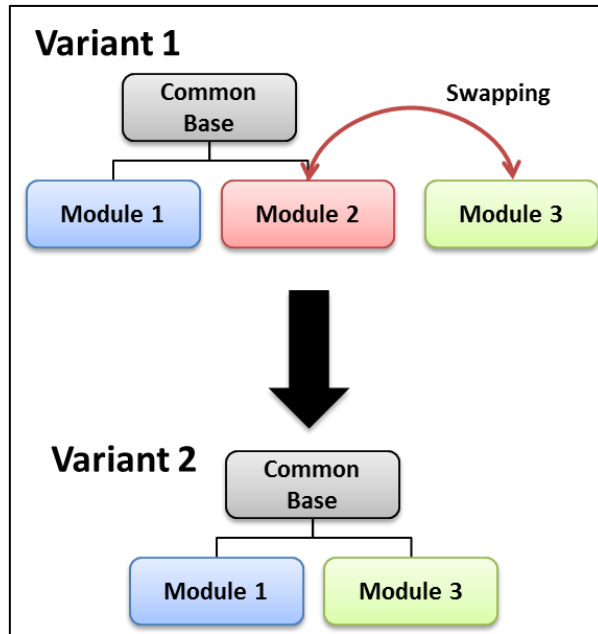 Variant 1
Common
Base
Swapping
Module 1
Module 2
Module 3
Variant 2
Common
Base
Module 1
Module 3